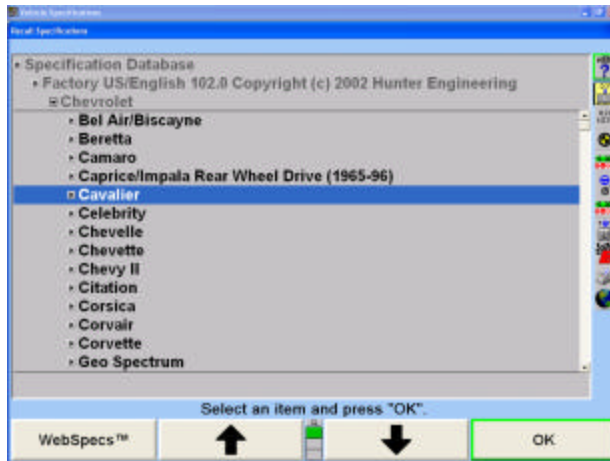 Vehicle Specifications
Recall Specifications
Specification Database
Factory US/English 102.0 Copyright (c) 2002 Hunter Engineering
Chevrolet
Bel Air/Biscayne
Beretta
Camaro
Caprice/Impala Rear Wheel Drive (1965-96)
Cavalier
Celebrity
Chevelle
Chevette
Chevy II
Citation
Corsica
Corvair
Corvette
Geo Spectrum
Select an item and press "OK".
WebSpecs™
OK